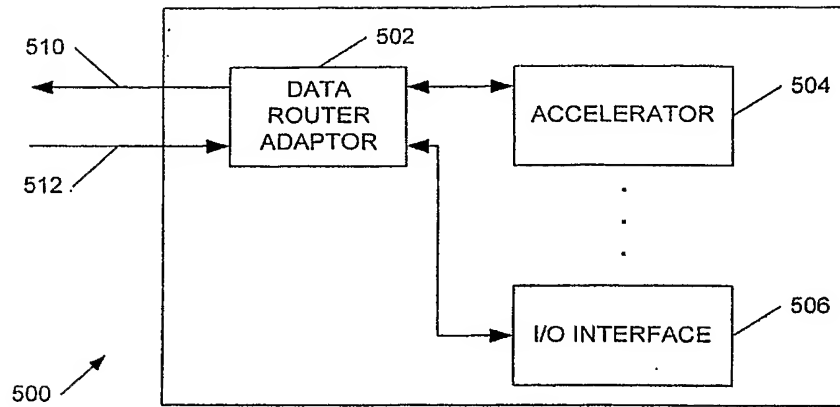 510
502
504
DATA
ROUTER
ADAPTOR
ACCELERATOR
512
506
I/O INTERFACE
500